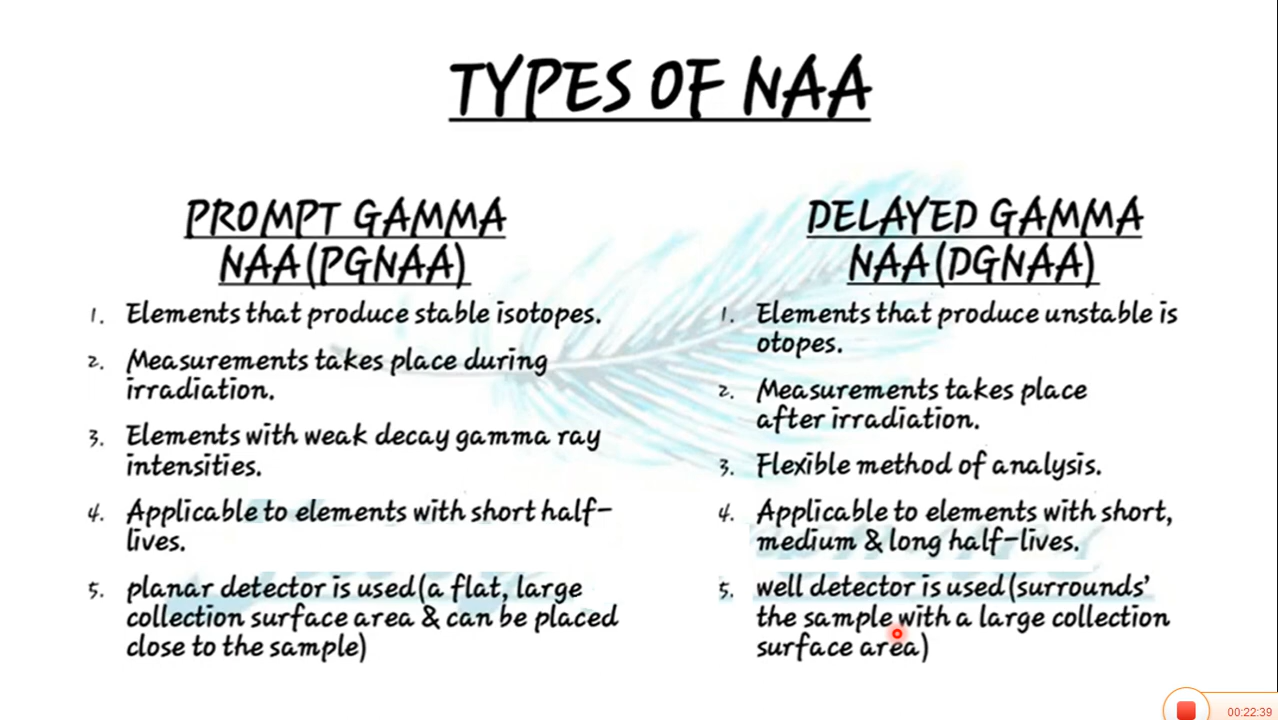 TYPES OF NAA
PROMPT GAMMA
NAA(PGNAA)
1. Elements that produce stable isotopes.
2. Measurements takes place during
irradiation.
3. Elements with weak decay gamma ray
intensities.
4. Applicable to elements with short half-
lives.
5. planar detector is used(a flat, large
collection surface area & can be placed
close to the sample)
DELAYED GAMMA
NAA(DGNAA)
1. Elements that produce unstable is
otopes.
2. Measurements takes place
after irradiation.
3. Flexible method of analysis.
4. Applicable to elements with short,
medium & long half-lives.
5. well detector is used(surrounds’
the sample with a large collection
surface area)
00:22:39